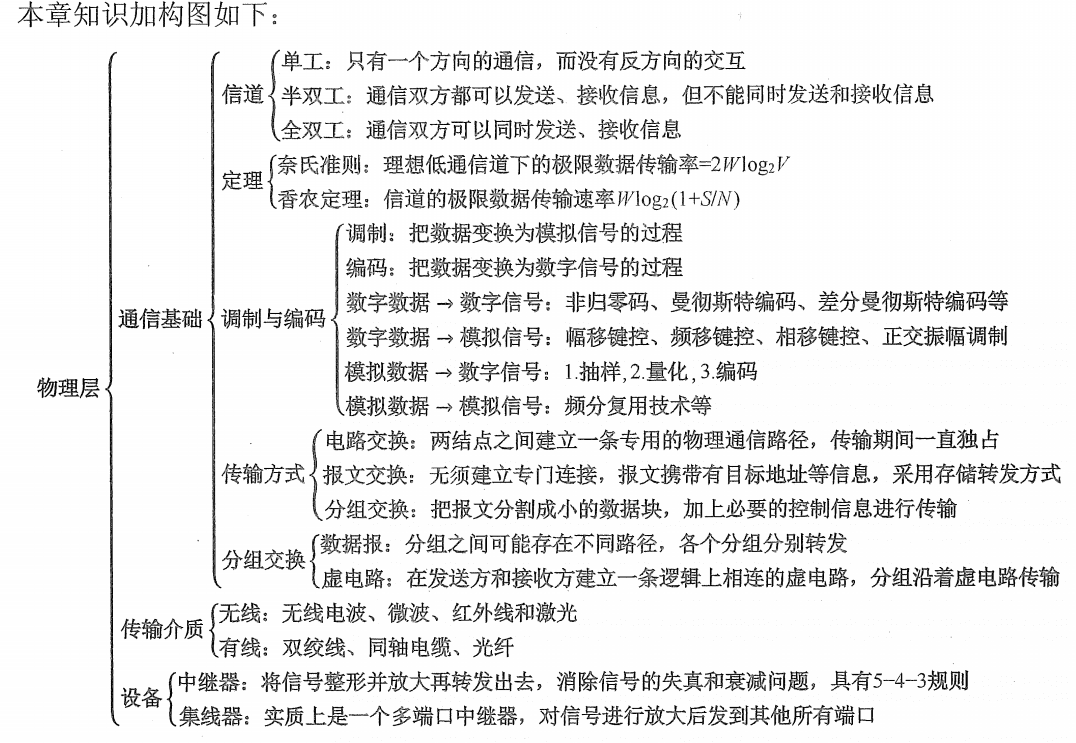 本章知识加构图如下：
单工：只有一个方向的通信，而没有反方向的交互
信道
半双工：通信双方都可以发送、接收信息，但不能同时发送和接收信息
全双工：通信双方可以同时发送、接收信息
奈氏准则：理想低通信道下的极限数据传输率=2Wlog₂V
定理
香农定理：信道的极限数据传输速率Wlog₂(1+S/N)
调制：把数据变换为模拟信号的过程
编码：把数据变换为数字信号的过程
数字数据→数字信号：非归零码、曼彻斯特编码、差分曼彻斯特编码等
通信基础
调制与编码
数字数据→模拟信号：幅移键控、频移键控、相移键控、正交振幅调制
模拟数据→数字信号：1.抽样,2.量化,3.编码
物理层
模拟数据→模拟信号：频分复用技术等
电路交换：两结点之间建立一条专用的物理通信路径，传输期间一直独占
传输方式
报文交换：无须建立专门连接，报文携带有目标地址等信息，采用存储转发方式
分组交换：把报文分割成小的数据块，加上必要的控制信息进行传输
数据报：分组之间可能存在不同路径，各个分组分别转发
分组交换
虚电路：在发送方和接收方建立一条逻辑上相连的虚电路，分组沿着虚电路传输
无线：无线电波、微波、红外线和激光
传输介质
有线：双绞线、同轴电缆、光纤
中继器：将信号整形并放大再转发出去，消除信号的失真和衰减问题，具有5-4-3规则
设备
集线器：实质上是一个多端口中继器，对信号进行放大后发到其他所有端口